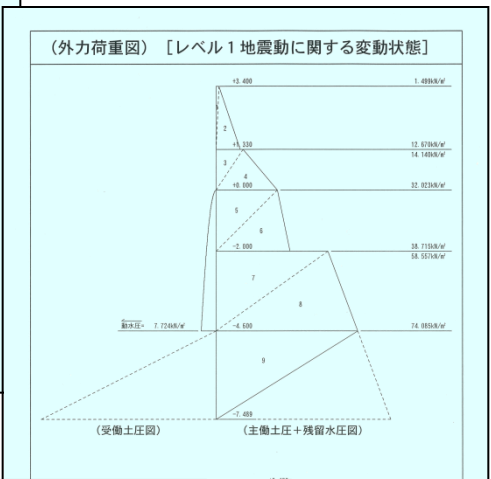 (外力荷重図) [レベル1地震動に関する変動状態]
+3.400 1.499kN/㎡
2
+1.330 12.670kN/㎡
14.140kN/㎡
3
4
+0.000 32.023kN/㎡
5
6
-2.000 38.715kN/㎡
58.557kN/㎡
7
8
動水圧= 7.724kN/㎡ -4.600 74.085kN/㎡
9
-7.489
(受働土圧図) (主働土圧+残留水圧図)